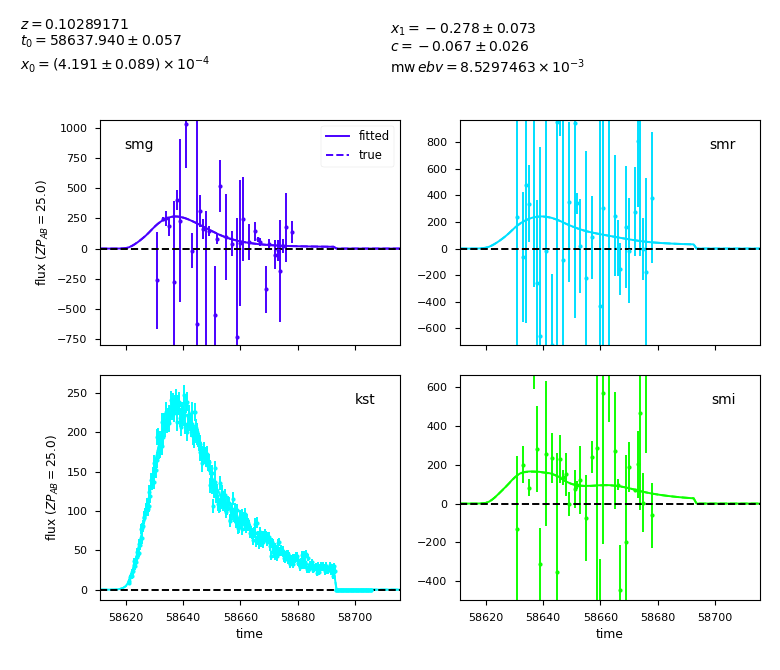 z = 0.10289171
t₀ = 58637.940 ± 0.057
x₀ = (4.191 ± 0.089) × 10⁻⁴
x₁ = −0.278 ± 0.073
c = −0.067 ± 0.026
mw ebv = 8.5297463 × 10⁻³
smg
fitted
true
1000
750
500
250
0
−250
−500
−750
flux (ZP_AB = 25.0)
smr
800
600
400
200
0
−200
−400
−600
kst
250
200
150
100
50
0
flux (ZP_AB = 25.0)
58620 58640 58660 58680 58700
time
smi
600
400
200
0
−200
−400
58620 58640 58660 58680 58700
time